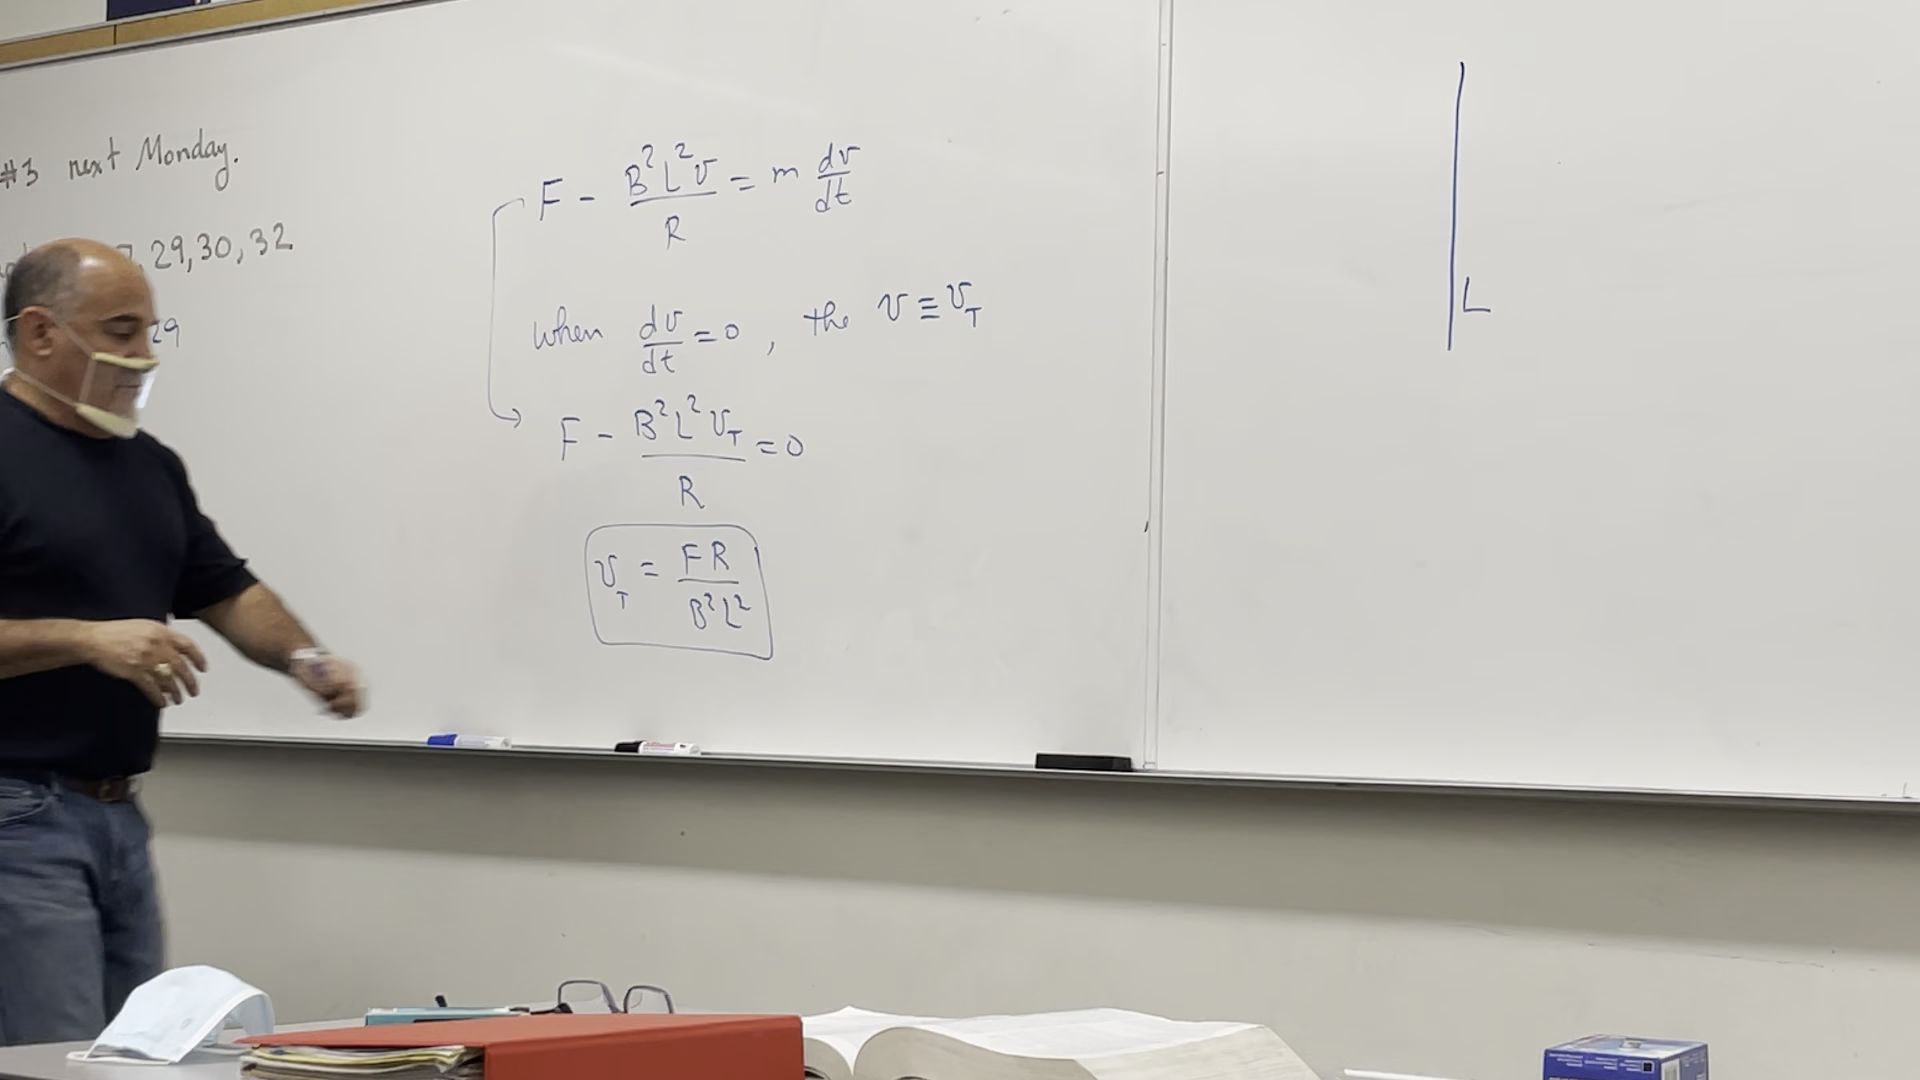 #3 next Monday.
29, 30, 32
29
F - B²L²v/R = m dv/dt
When dv/dt = 0, the v ≡ v_T
F - B²L²v_T/R = 0
v_T = FR/B²L²
L